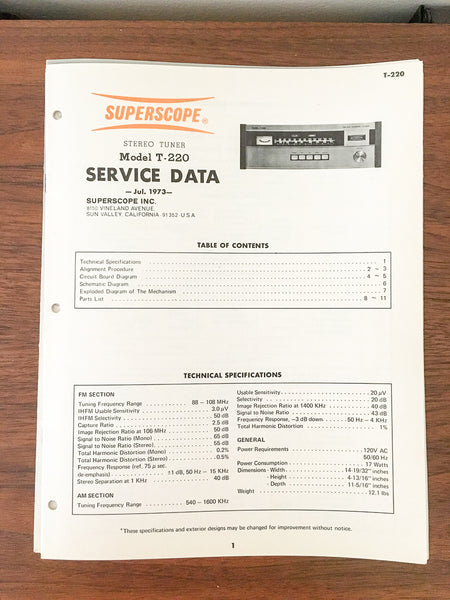 T-220
SUPERSCOPE®
STEREO TUNER
Model T-220
SERVICE DATA
— Jul. 1973 —
SUPERSCOPE INC.
8150 VINELAND AVENUE,
SUN VALLEY, CALIFORNIA 91352 U.S.A
TABLE OF CONTENTS
Technical Specifications 1
Alignment Procedure 2 ~ 3
Circuit Board Diagram 4 ~ 5
Schematic Diagram 6
Exploded Diagram of The Mechanism 7
Parts List 8 ~ 11
TECHNICAL SPECIFICATIONS
FM SECTION
Tuning Frequency Range 88 — 108 MHz
IHFM Usable Sensitivity 3.0 μV
IHFM Selectivity 50 dB
Capture Ratio 2.5 dB
Image Rejection Ratio at 106 MHz 50 dB
Signal to Noise Ratio (Mono) 65 dB
Signal to Noise Ratio (Stereo) 55 dB
Total Harmonic Distortion (Mono) 0.2%
Total Harmonic Distortion (Stereo) 0.5%
Frequency Response (ref. 75 μ sec.
de-emphasis) ±1 dB, 50 Hz — 15 KHz
Stereo Separation at 1 KHz 40 dB
AM SECTION
Tuning Frequency Range 540 — 1600 KHz
Usable Sensitivity 20 μV
Selectivity 20 dB
Image Rejection Ratio at 1400 KHz 40 dB
Signal to Noise Ratio 43 dB
Frequency Response, —3 dB down 50 Hz — 4 KHz
Total Harmonic Distortion 1%
GENERAL
Power Requirements 120V AC
50/60 Hz
Power Consumption 17 Watts
Dimensions - Width 14-19/32" inches
- Height 4-13/16" inches
- Depth 11-5/16" inches
Weight 12.1 lbs
*These specifications and exterior designs may be changed for improvement without notice.
1